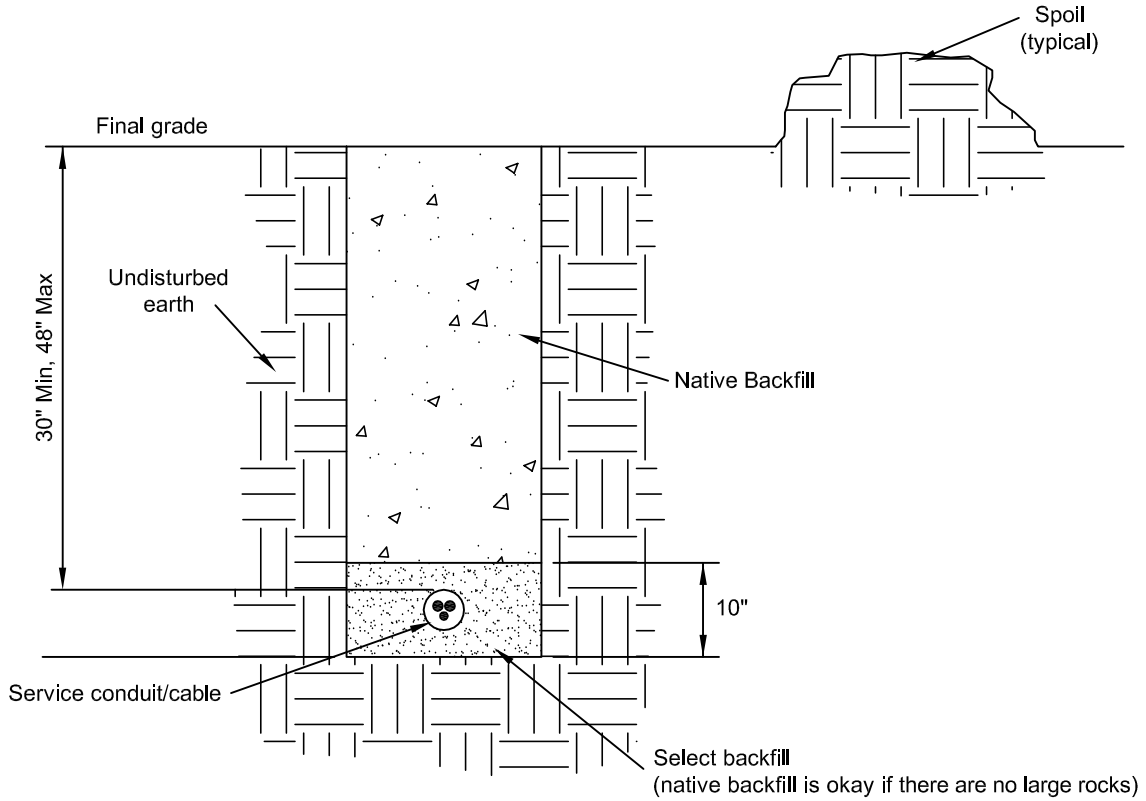 Spoil
(typical)
Final grade
Undisturbed
earth
30" Min, 48" Max
Native Backfill
10"
Service conduit/cable
Select backfill
(native backfill is okay if there are no large rocks)